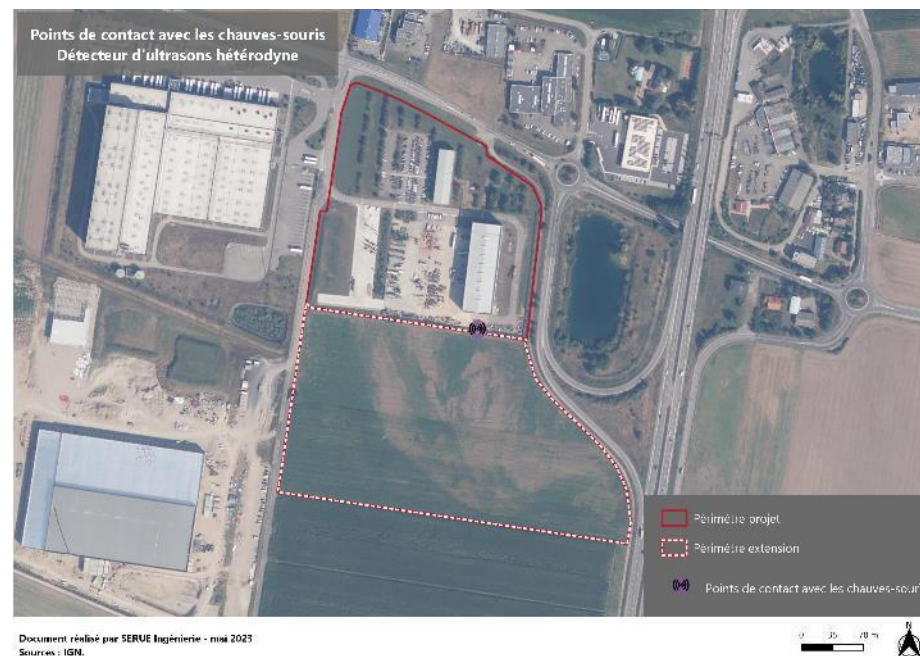 Points de contact avec les chauves-souris
Détecteur d'ultrasons hétérodyne
Périmètre projet
Périmètre extension
Points de contact avec les chauves-sour
Document réalisé par SERUE Ingénierie - mai 2023
Sources : IGN.
0 35 70 m
N